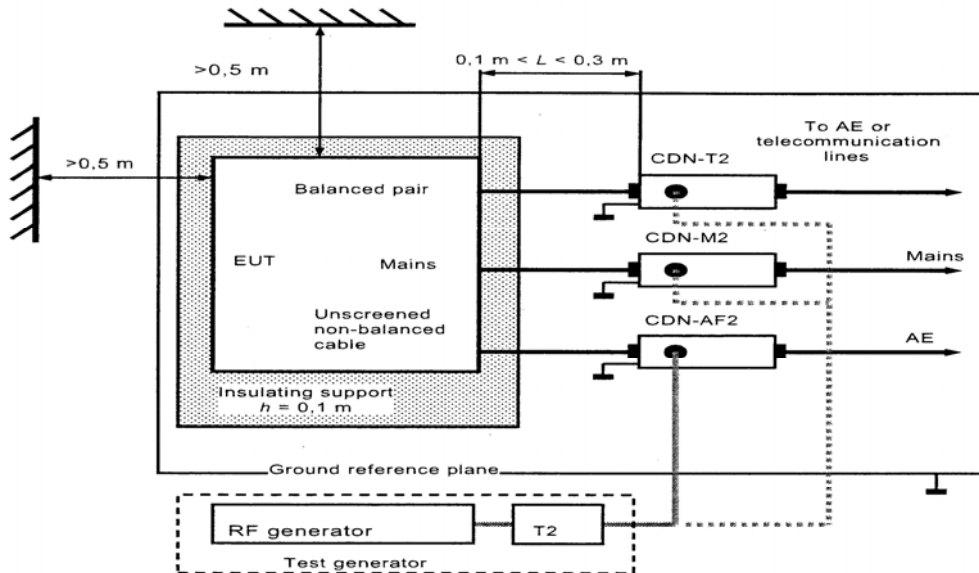 >0,5 m
0,1 m < L < 0,3 m
>0,5 m
To AE or
telecommunication
lines
CDN-T2
Balanced pair
CDN-M2
EUT
Mains
Mains
Unscreened
non-balanced
cable
CDN-AF2
AE
Insulating support
h = 0,1 m
Ground reference plane
RF generator
T2
Test generator